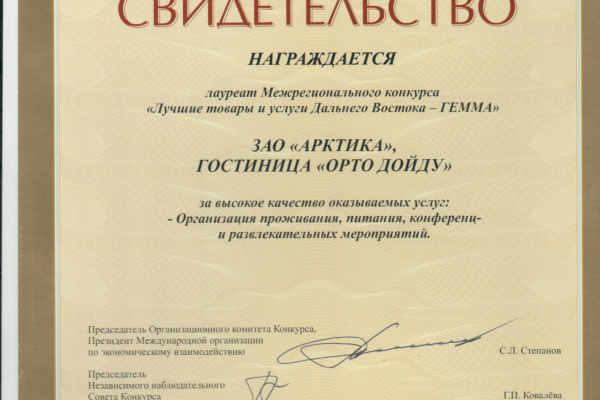 СВИДЕТЕЛЬСТВО
НАГРАЖДАЕТСЯ
лауреат Межрегионального конкурса
«Лучшие товары и услуги Дальнего Востока – ГЕММА»
ЗАО «АРКТИКА»,
ГОСТИНИЦА «ОРТО ДОЙДУ»
за высокое качество оказываемых услуг:
- Организация проживания, питания, конференц-
и развлекательных мероприятий.
Председатель Организационного комитета Конкурса,
Президент Международной организации
по экономическому взаимодействию
С.Л. Степанов
Председатель
Независимого наблюдательного
Совета Конкурса
Г.П. Ковалёва